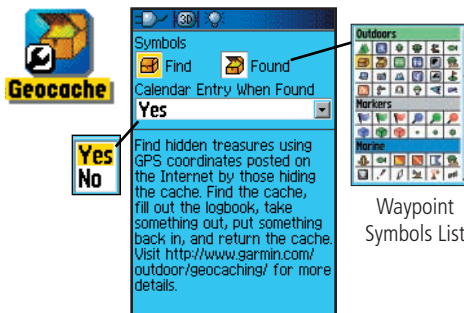 Geocache
3D
Symbols
Find
Found
Calendar Entry When Found
Yes
Yes
No
Find hidden treasures using
GPS coordinates posted on
the Internet by those hiding
the cache. Find the cache,
fill out the logbook, take
something out, put something
back in, and return the cache.
Visit http://www.garmin.com/
outdoor/geocaching/ for more
details.
Outdoors
Markers
Marine
Waypoint
Symbols List